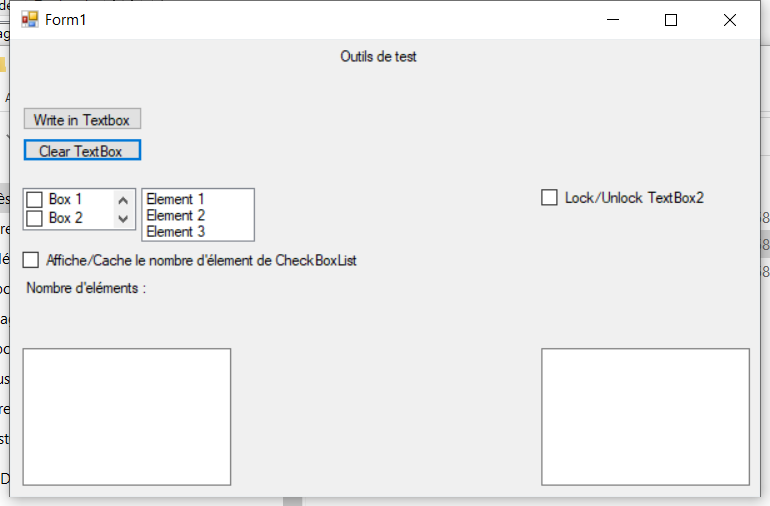 Form1
Outils de test
Write in Textbox
Clear TextBox
Box 1
Box 2
Element 1
Element 2
Element 3
Lock/Unlock TextBox2
Affiche/Cache le nombre d'élement de CheckBoxList
Nombre d'eléments :